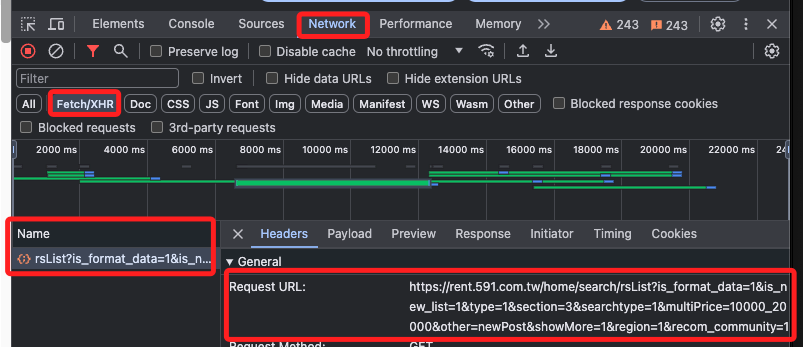 Elements Console Sources Network Performance Memory 243 243
Preserve log Disable cache No throttling
Filter Invert Hide data URLs Hide extension URLs
All Fetch/XHR Doc CSS JS Font Img Media Manifest WS Wasm Other Blocked response cookies
Blocked requests 3rd-party requests
2000 ms 4000 ms 6000 ms 8000 ms 10000 ms 12000 ms 14000 ms 16000 ms 18000 ms 20000 ms 22000 ms 24
Name Headers Payload Preview Response Initiator Timing Cookies
rsList?is_format_data=1&is_n... General
Request URL: https://rent.591.com.tw/home/search/rsList?is_format_data=1&is_n
ew_list=1&type=1&section=3&searchtype=1&multiPrice=10000_20
000&other=newPost&showMore=1&region=1&recom_community=1
Request Method: GET